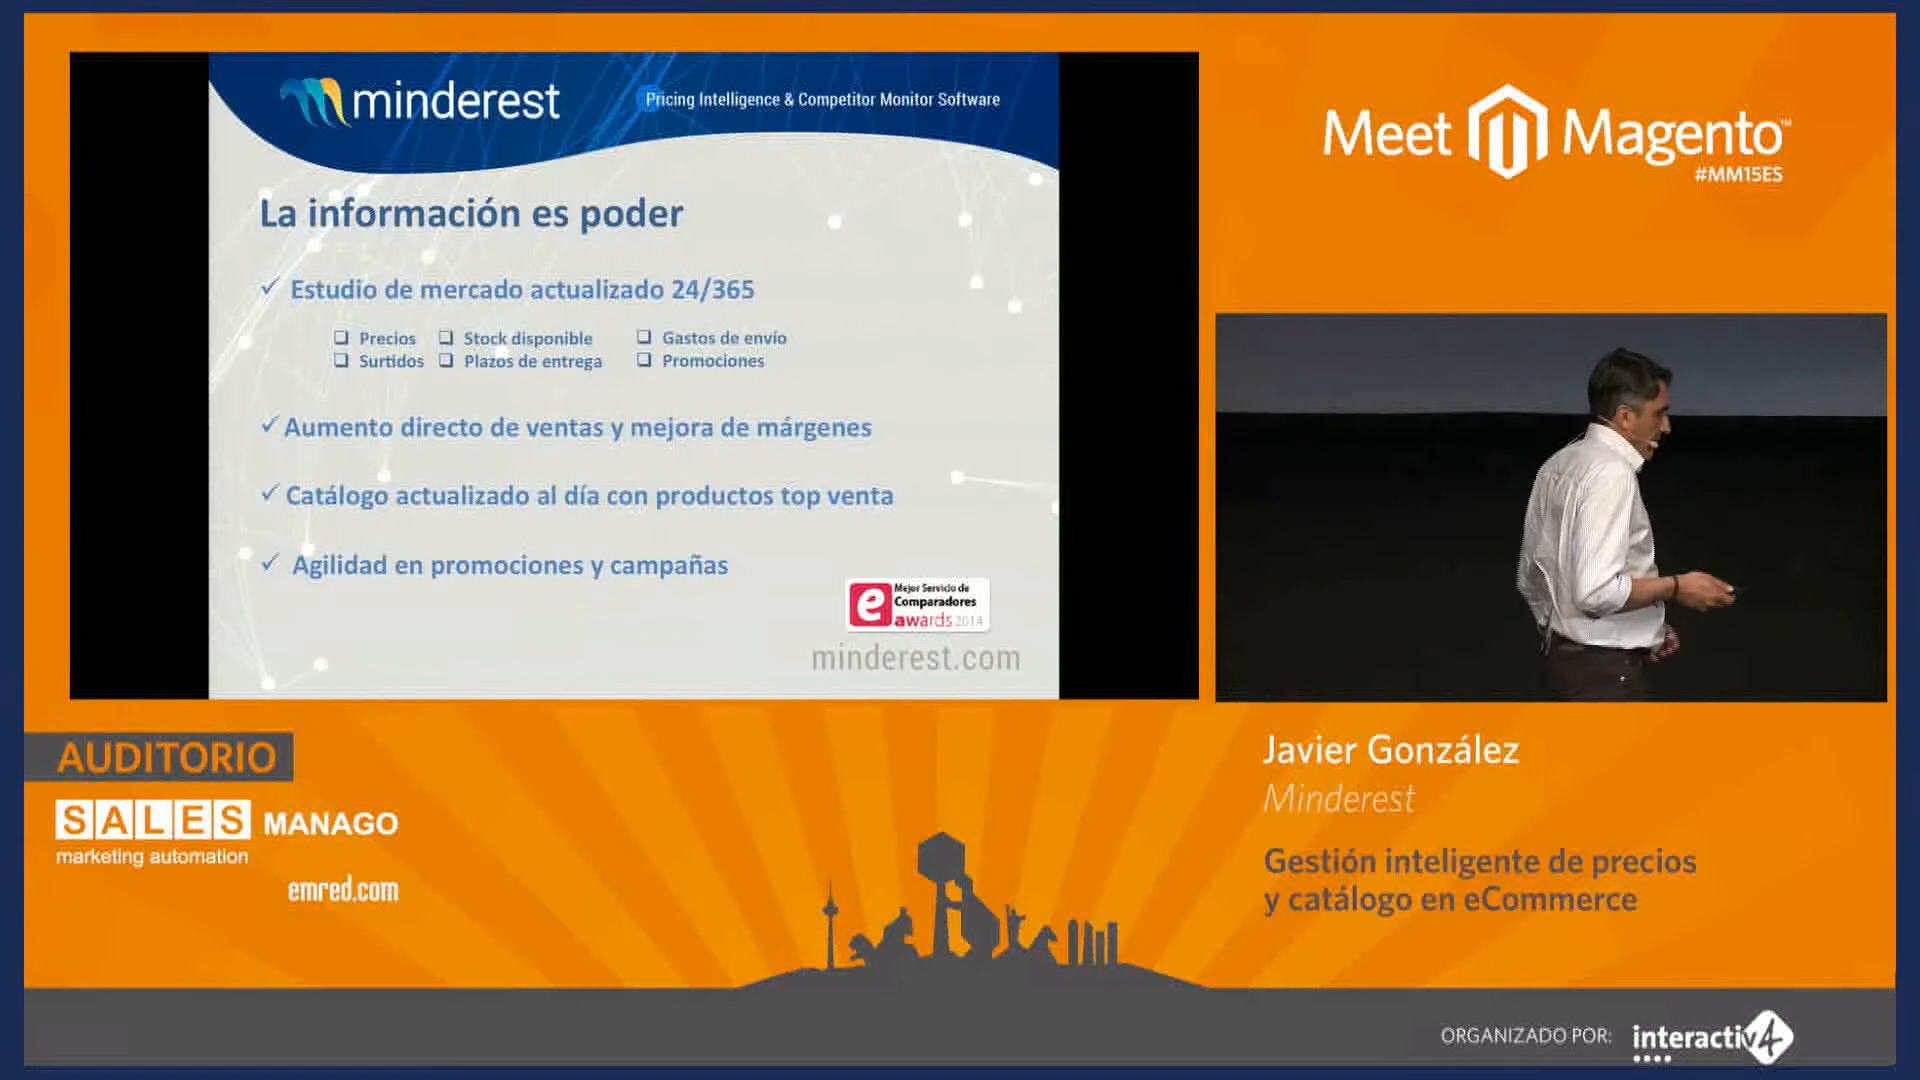 minderest
Pricing Intelligence & Competitor Monitor Software
La información es poder
✓ Estudio de mercado actualizado 24/365
❑ Precios ❑ Stock disponible ❑ Gastos de envío
❑ Surtidos ❑ Plazos de entrega ❑ Promociones
✓ Aumento directo de ventas y mejora de márgenes
✓ Catálogo actualizado al día con productos top venta
✓ Agilidad en promociones y campañas
e
Mejor Servicio de
Comparadores
awards 2014
minderest.com
Meet Magento™
#MM15ES
AUDITORIO
SALES MANAGO
marketing automation
emred.com
Javier González
Minderest
Gestión inteligente de precios
y catálogo en eCommerce
ORGANIZADO POR: interactiv4